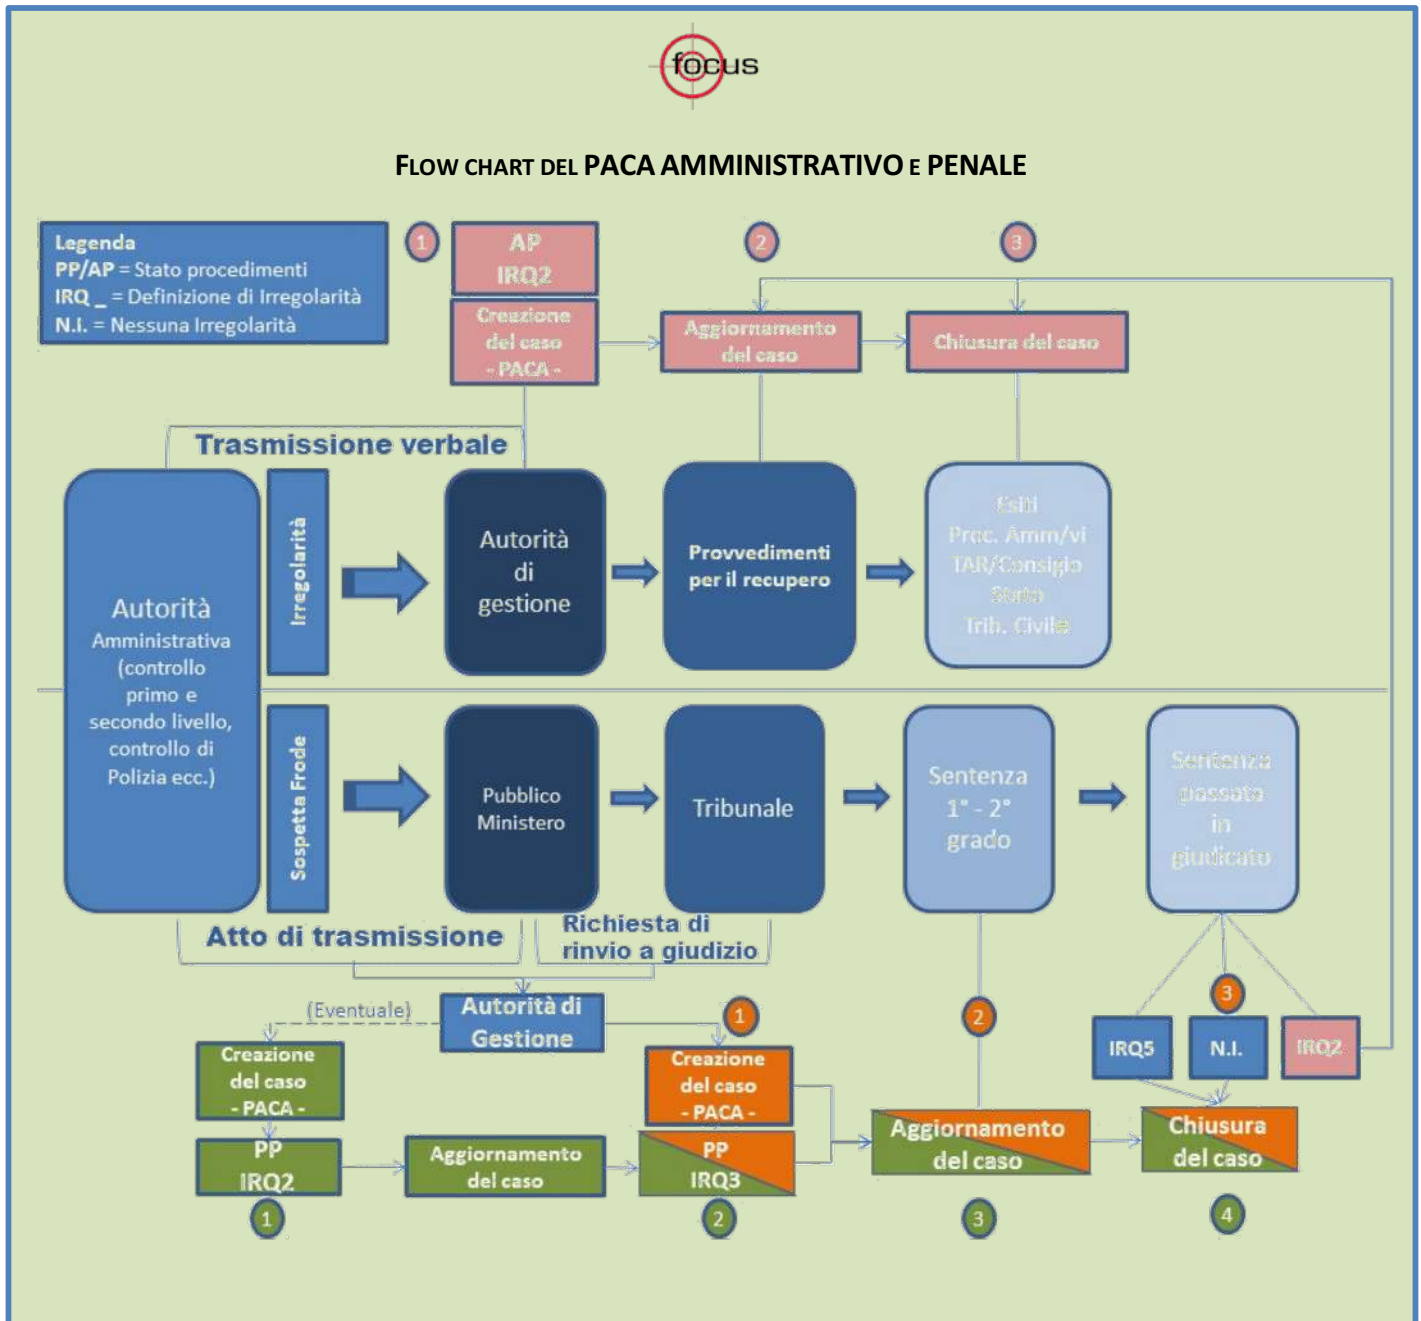 focus
FLOW CHART DEL PACA AMMINISTRATIVO E PENALE
Legenda
PP/AP = Stato procedimenti
IRQ _ = Definizione di Irregolarità
N.I. = Nessuna Irregolarità
1
AP
IRQ2
2
3
Creazione
del caso
- PACA -
Aggiornamento
del caso
Chiusura del caso
Trasmissione verbale
Autorità
Amministrativa
(controllo
primo e
secondo livello,
controllo di
Polizia ecc.)
Irregolarità
Autorità
di
gestione
Provvedimenti
per il recupero
Esiti
Proc. Amm/vi
TAR/Consiglio
Stato
Trib. Civile
Sospetta Frode
Pubblico
Ministero
Tribunale
Sentenza
1° - 2°
grado
Sentenza
passata
in
giudicato
Atto di trasmissione
Richiesta di
rinvio a giudizio
(Eventuale)
Autorità di
Gestione
1
2
3
IRQ5
N.I.
IRQ2
Creazione
del caso
- PACA -
Creazione
del caso
- PACA -
PP
IRQ2
Aggiornamento
del caso
PP
IRQ3
Aggiornamento
del caso
Chiusura
del caso
1
2
3
4